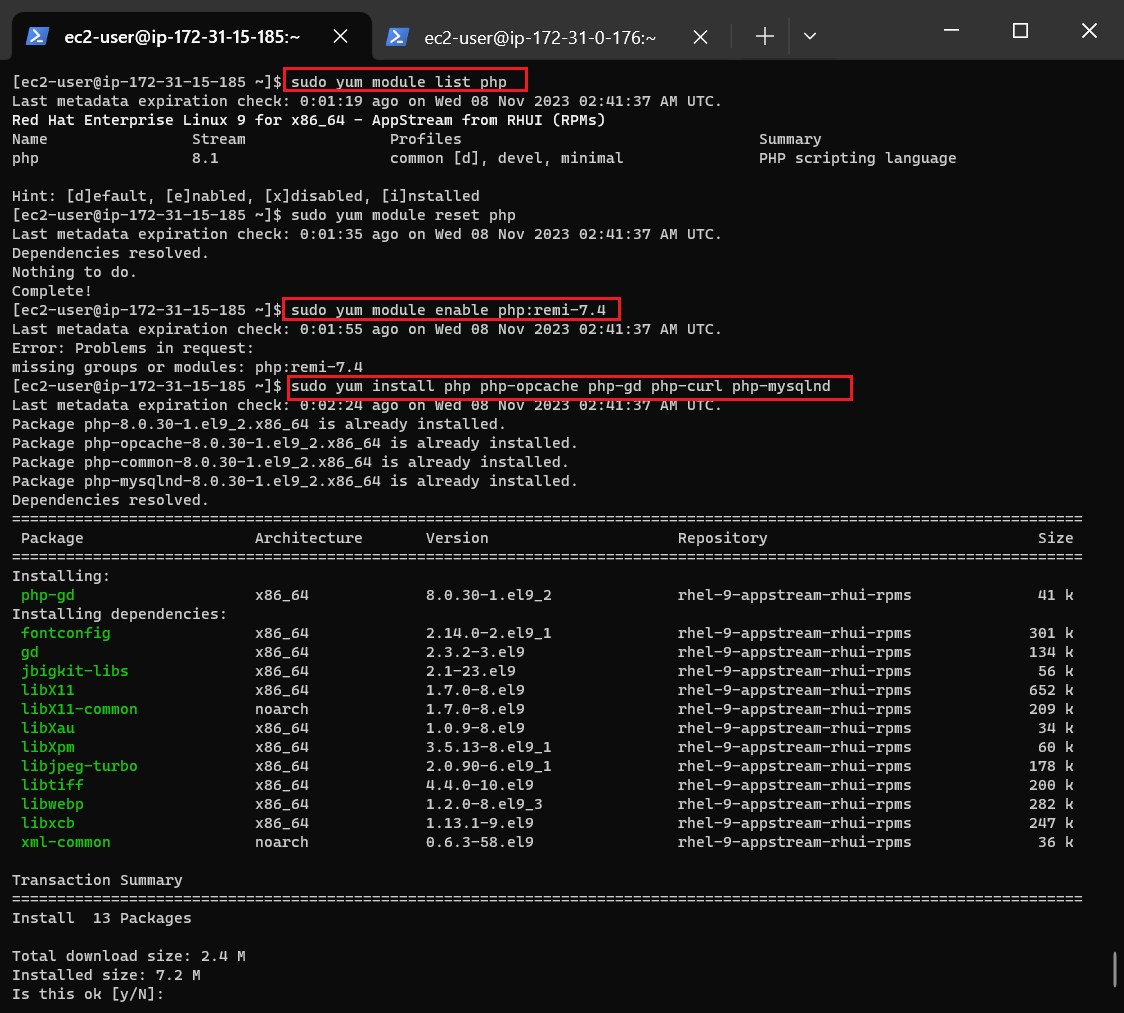 ec2-user@ip-172-31-15-185:~ ec2-user@ip-172-31-0-176:~
[ec2-user@ip-172-31-15-185 ~]$ sudo yum module list php
Last metadata expiration check: 0:01:19 ago on Wed 08 Nov 2023 02:41:37 AM UTC.
Red Hat Enterprise Linux 9 for x86_64 - AppStream from RHUI (RPMs)
Name Stream Profiles Summary
php 8.1 common [d], devel, minimal PHP scripting language
Hint: [d]efault, [e]nabled, [x]disabled, [i]nstalled
[ec2-user@ip-172-31-15-185 ~]$ sudo yum module reset php
Last metadata expiration check: 0:01:35 ago on Wed 08 Nov 2023 02:41:37 AM UTC.
Dependencies resolved.
Nothing to do.
Complete!
[ec2-user@ip-172-31-15-185 ~]$ sudo yum module enable php:remi-7.4
Last metadata expiration check: 0:01:55 ago on Wed 08 Nov 2023 02:41:37 AM UTC.
Error: Problems in request:
missing groups or modules: php:remi-7.4
[ec2-user@ip-172-31-15-185 ~]$ sudo yum install php php-opcache php-gd php-curl php-mysqlnd
Last metadata expiration check: 0:02:24 ago on Wed 08 Nov 2023 02:41:37 AM UTC.
Package php-8.0.30-1.el9_2.x86_64 is already installed.
Package php-opcache-8.0.30-1.el9_2.x86_64 is already installed.
Package php-common-8.0.30-1.el9_2.x86_64 is already installed.
Package php-mysqlnd-8.0.30-1.el9_2.x86_64 is already installed.
Dependencies resolved.
=======================================================================================================================
Package Architecture Version Repository Size
=======================================================================================================================
Installing:
php-gd x86_64 8.0.30-1.el9_2 rhel-9-appstream-rhui-rpms 41 k
Installing dependencies:
fontconfig x86_64 2.14.0-2.el9_1 rhel-9-appstream-rhui-rpms 301 k
gd x86_64 2.3.2-3.el9 rhel-9-appstream-rhui-rpms 134 k
jbigkit-libs x86_64 2.1-23.el9 rhel-9-appstream-rhui-rpms 56 k
libX11 x86_64 1.7.0-8.el9 rhel-9-appstream-rhui-rpms 652 k
libX11-common noarch 1.7.0-8.el9 rhel-9-appstream-rhui-rpms 209 k
libXau x86_64 1.0.9-8.el9 rhel-9-appstream-rhui-rpms 34 k
libXpm x86_64 3.5.13-8.el9_1 rhel-9-appstream-rhui-rpms 60 k
libjpeg-turbo x86_64 2.0.90-6.el9_1 rhel-9-appstream-rhui-rpms 178 k
libtiff x86_64 4.4.0-10.el9 rhel-9-appstream-rhui-rpms 200 k
libwebp x86_64 1.2.0-8.el9_3 rhel-9-appstream-rhui-rpms 282 k
libxcb x86_64 1.13.1-9.el9 rhel-9-appstream-rhui-rpms 247 k
xml-common noarch 0.6.3-58.el9 rhel-9-appstream-rhui-rpms 36 k
Transaction Summary
=======================================================================================================================
Install 13 Packages
Total download size: 2.4 M
Installed size: 7.2 M
Is this ok [y/N]: